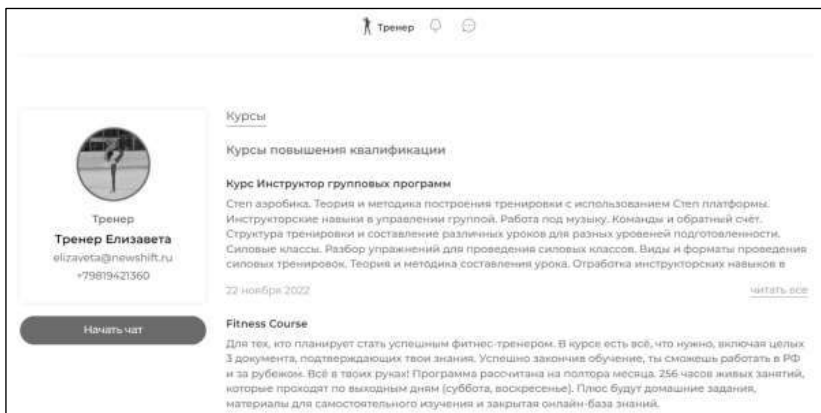 Тренер
Курсы
Курсы повышения квалификации
Курс Инструктор групповых программ
Степ аэробика. Теория и методика построения тренировки с использованием Степ платформы.
Инструкторские навыки в управлении группой. Работа под музыку. Команды и обратный счёт.
Структура тренировки и составление различных уроков для разных уровеней подготовленности.
Силовые классы. Разбор упражнений для проведения силовых классов. Виды и форматы проведения
силовых тренировок. Теория и методика составления урока. Отработка инструкторских навыков в
22 ноября 2022
читать все
Тренер
Тренер Елизавета
elizaveta@newshift.ru
+79819421360
Начать чат
Fitness Course
Для тех, кто планирует стать успешным фитнес-тренером. В курсе есть всё, что нужно, включая целых
3 документа, подтверждающих твои знания. Успешно закончив обучение, ты сможешь работать в РФ
и за рубежом. Всё в твоих руках! Программа рассчитана на полтора месяца. 256 часов живых занятий,
которые проходят по выходным дням (суббота, воскресенье). Плюс будут домашние задания,
материалы для самостоятельного изучения и закрытая онлайн-база знаний.